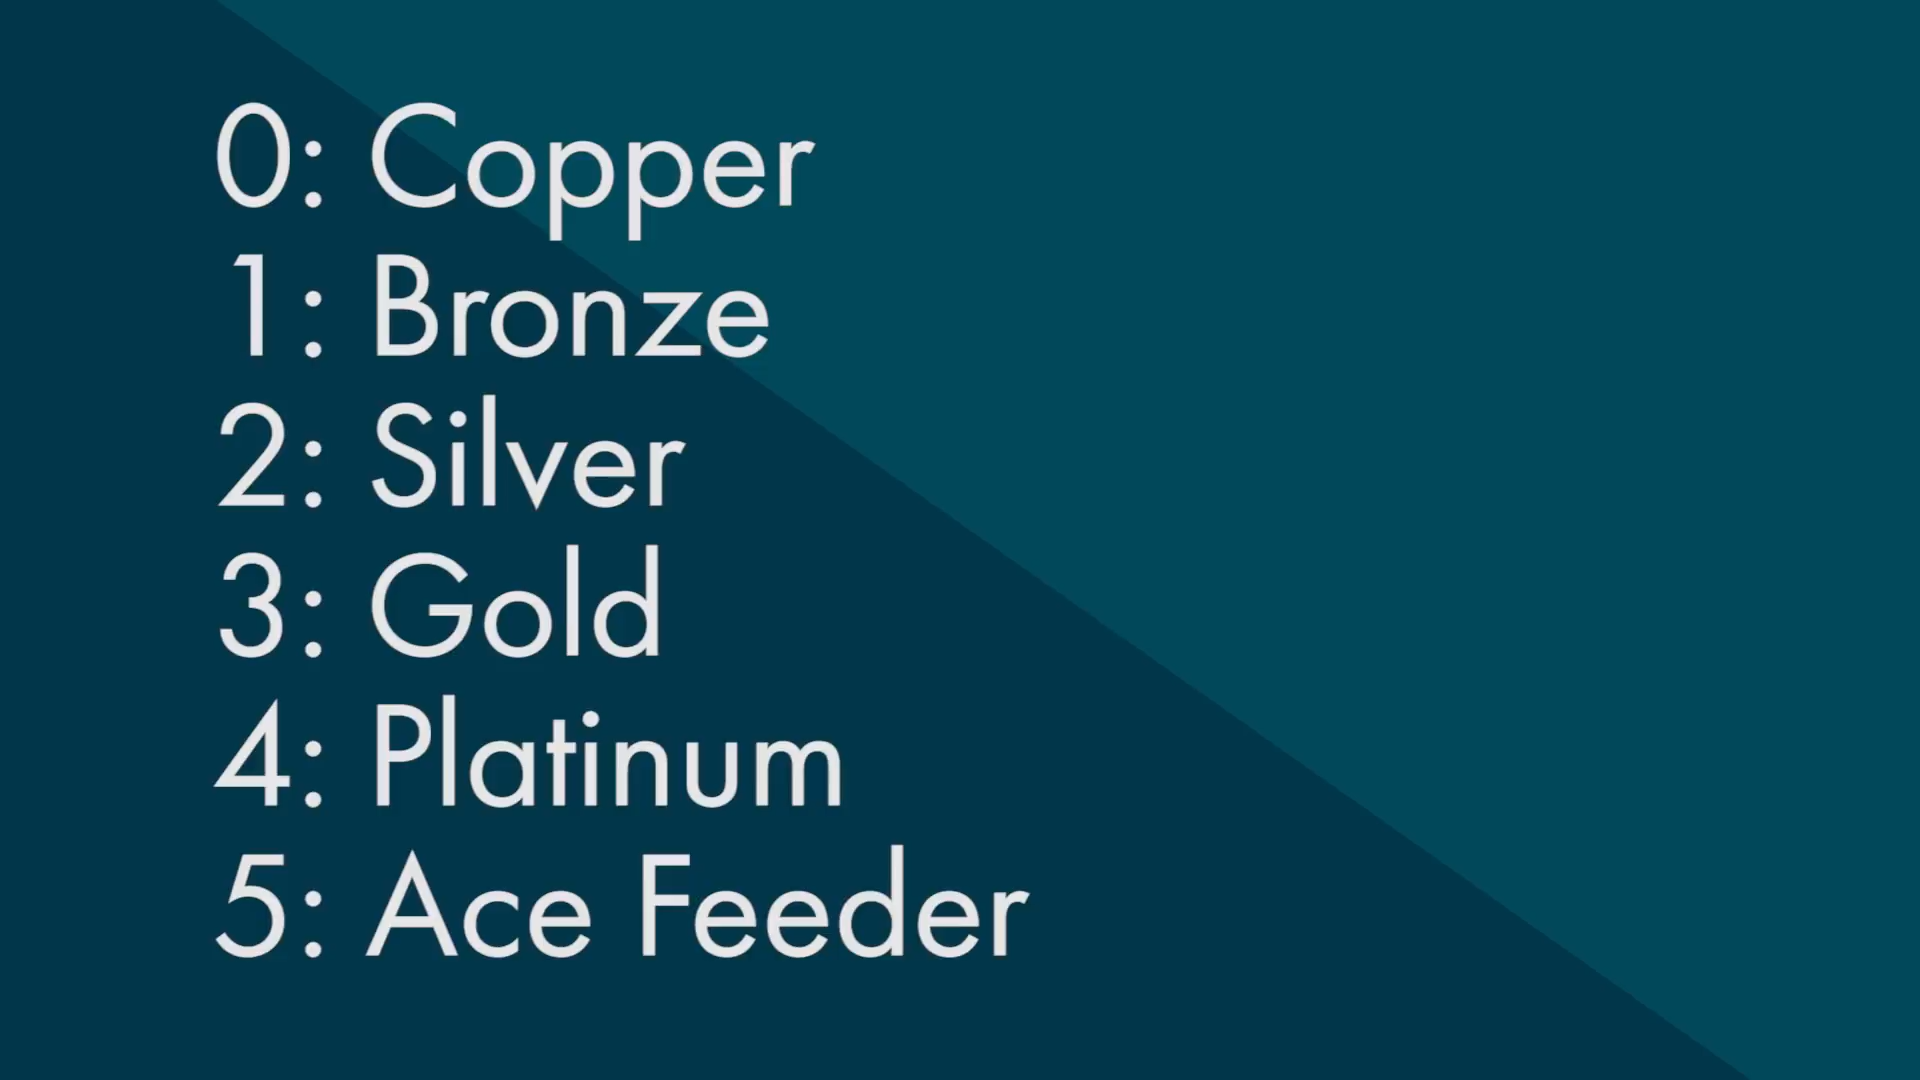 0: Copper
1: Bronze
2: Silver
3: Gold
4: Platinum
5: Ace Feeder